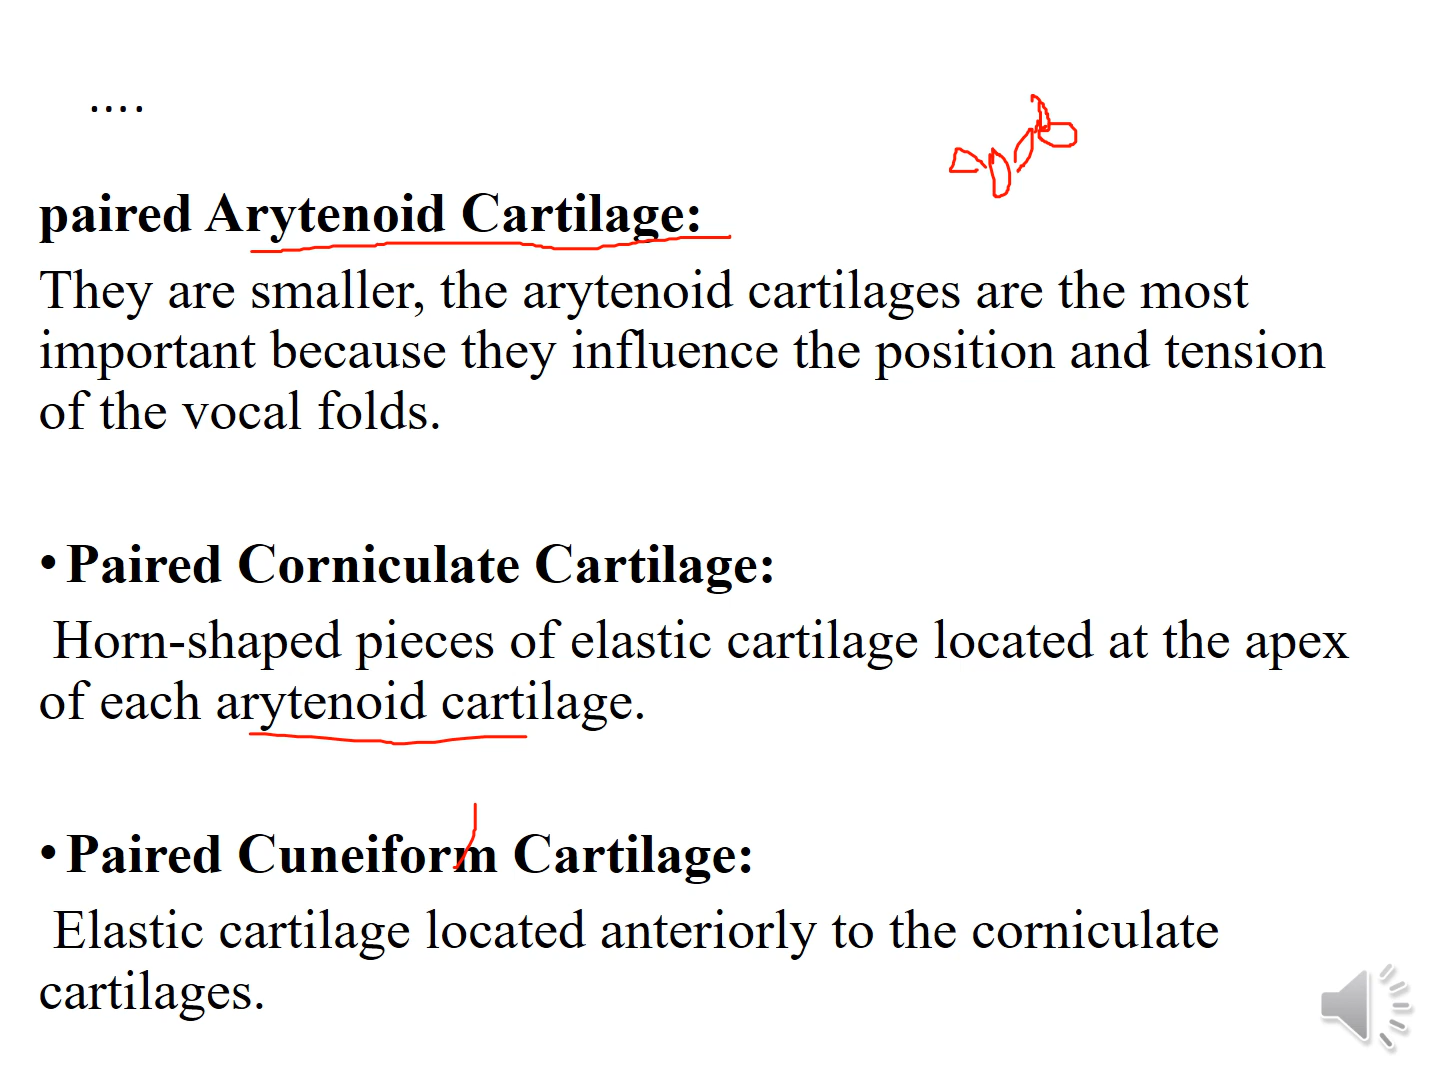 ....
paired Arytenoid Cartilage:
They are smaller, the arytenoid cartilages are the most
important because they influence the position and tension
of the vocal folds.
• Paired Corniculate Cartilage:
Horn-shaped pieces of elastic cartilage located at the apex
of each arytenoid cartilage.
• Paired Cuneiform Cartilage:
Elastic cartilage located anteriorly to the corniculate
cartilages.